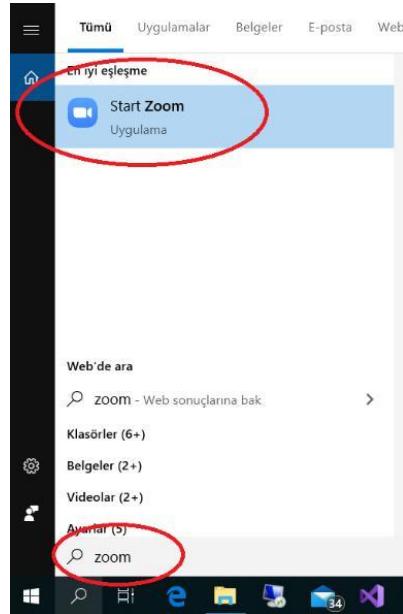 Tümü Uygulamalar Belgeler E-posta Web
En iyi eşleşme
Start Zoom
Uygulama
Web'de ara
zoom - Web sonuçlarına bak
Klasörler (6+)
Belgeler (2+)
Videolar (2+)
Ayarlar (5)
zoom
34